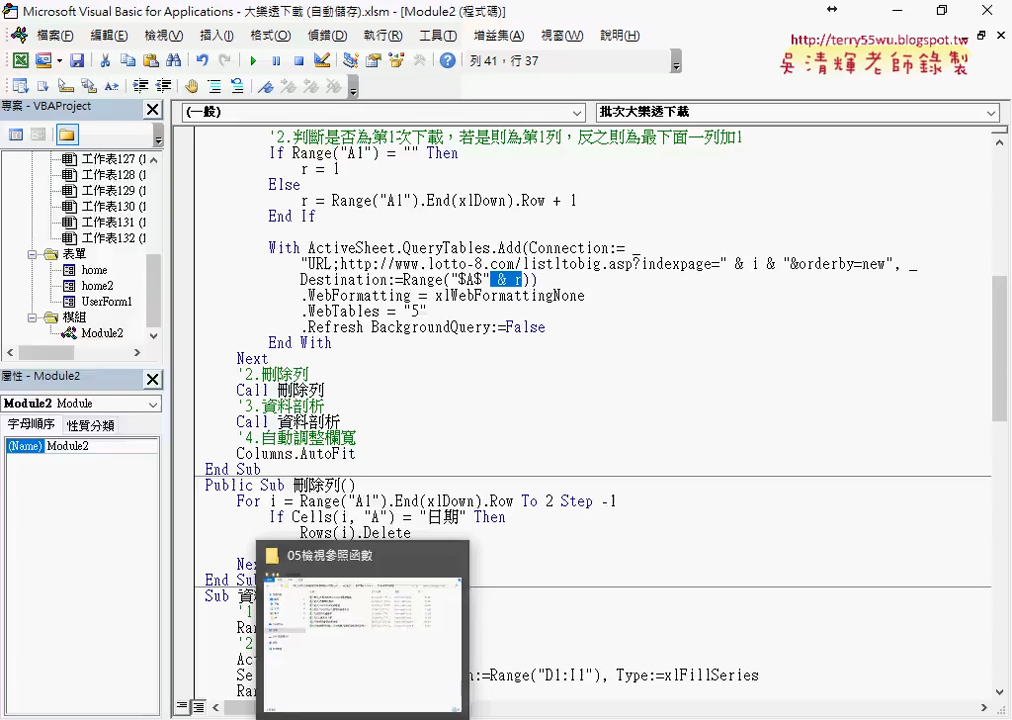 Microsoft Visual Basic for Applications - 大樂透下載 (自動儲存).xlsm - [Module2 (程式碼)]
http://terry55wu.blogspot.tw
吳清輝老師錄製
檔案(F) 編輯(E) 檢視(V) 插入(I) 格式(O) 偵錯(D) 執行(R) 工具(T) 增益集(A) 視窗(W) 說明(H)
列 41，行 37
專案 - VBAProject
工作表127 (1
工作表128 (1
工作表129 (1
工作表130 (1
工作表131 (1
工作表132 (1
表單
home
home2
UserForm1
模組
Module2
屬性 - Module2
Module2 Module
字母順序 性質分類
(Name) Module2
(一般) 批次大樂透下載
'2.判斷是否為第1次下載，若是則為第1列，反之則為最下面一列加1
If Range("A1") = "" Then
r = 1
Else
r = Range("A1").End(xlDown).Row + 1
End If
With ActiveSheet.QueryTables.Add(Connection:= _
"URL;http://www.lotto-8.com/listltobig.asp?indexpage=" & i & "&orderby=new", _
Destination:=Range("$A$" & r))
.WebFormatting = xlWebFormattingNone
.WebTables = "5"
.Refresh BackgroundQuery:=False
End With
Next
'2.刪除列
Call 刪除列
'3.資料剖析
Call 資料剖析
'4.自動調整欄寬
Columns.AutoFit
End Sub
Public Sub 刪除列()
For i = Range("A1").End(xlDown).Row To 2 Step -1
If Cells(i, "A") = "日期" Then
Rows(i).Delete
05檢視參照函數
:=Range("D1:I1"), Type:=xlFillSeries